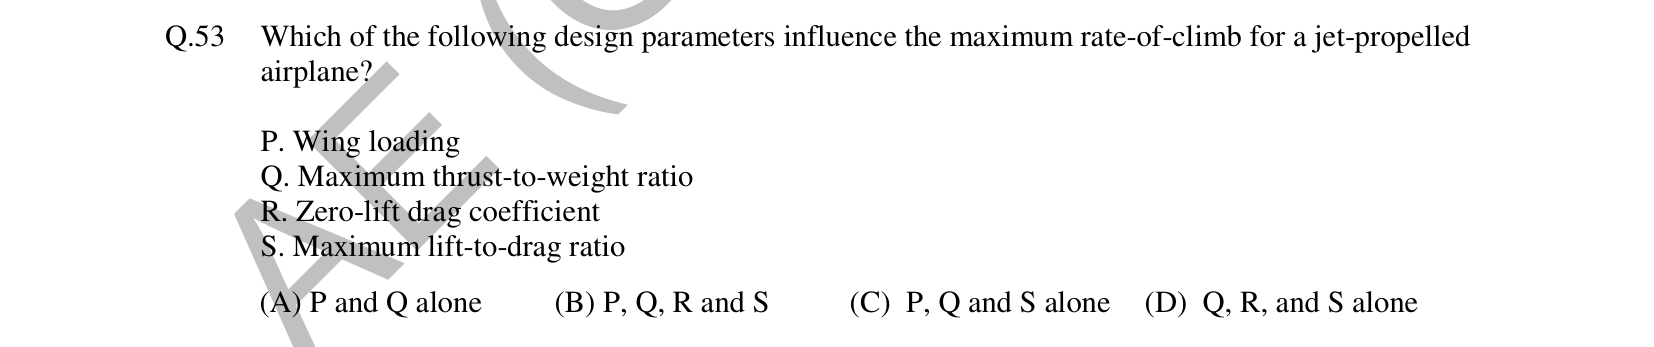 Q.53 Which of the following design parameters influence the maximum rate-of-climb for a jet-propelled
airplane?
P. Wing loading
Q. Maximum thrust-to-weight ratio
R. Zero-lift drag coefficient
S. Maximum lift-to-drag ratio
(A) P and Q alone (B) P, Q, R and S (C) P, Q and S alone (D) Q, R, and S alone
AE (